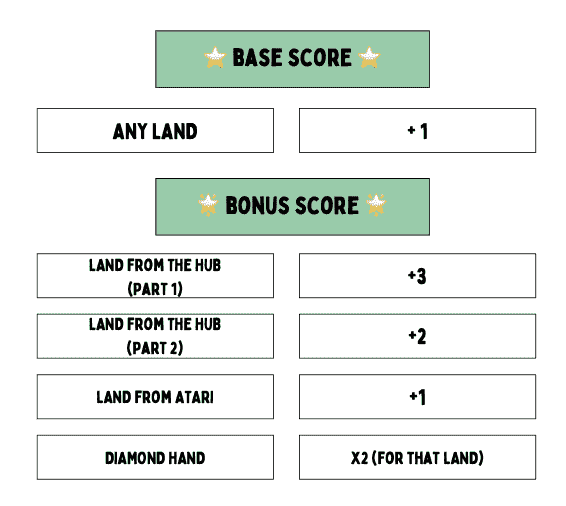 BASE SCORE
ANY LAND
+ 1
BONUS SCORE
LAND FROM THE HUB
(PART 1)
+3
LAND FROM THE HUB
(PART 2)
+2
LAND FROM ATARI
+1
DIAMOND HAND
X2 (FOR THAT LAND)